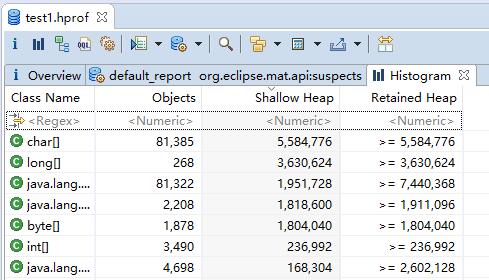 test1.hprof
i OQL
i Overview default_report org.eclipse.mat.api:suspects Histogram
Class Name Objects Shallow Heap Retained Heap
<Regex> <Numeric> <Numeric> <Numeric>
char[] 81,385 5,584,776 >= 5,584,776
long[] 268 3,630,624 >= 3,630,624
java.lang.... 81,322 1,951,728 >= 7,440,368
java.lang.... 2,208 1,818,600 >= 1,911,096
byte[] 1,878 1,804,040 >= 1,804,040
int[] 3,490 236,992 >= 236,992
java.lang.... 4,698 168,304 >= 2,602,128